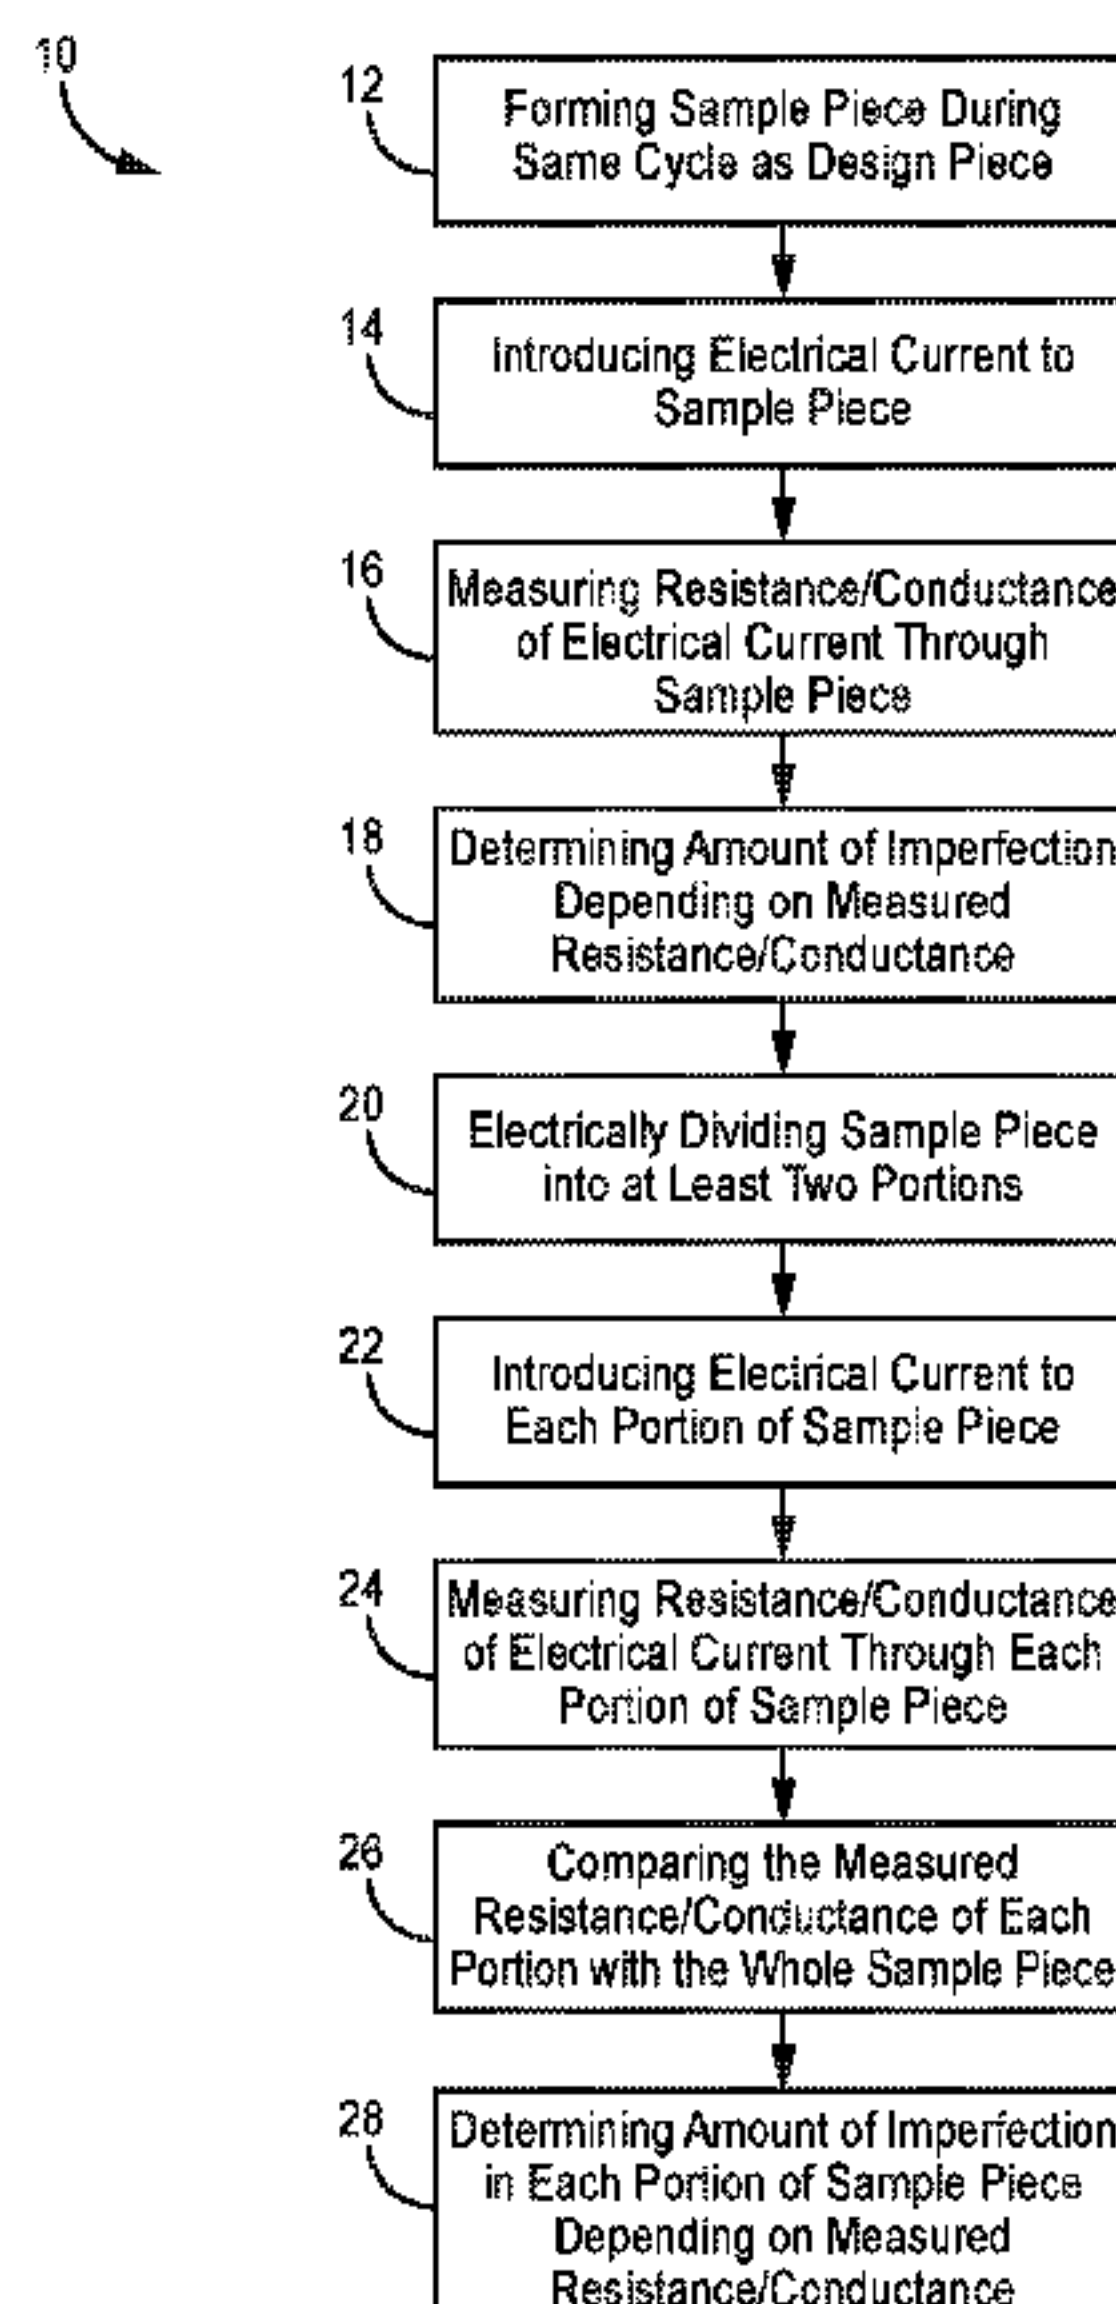 10
12
Forming Sample Piece During
Same Cycle as Design Piece
14
Introducing Electrical Current to
Sample Piece
16
Measuring Resistance/Conductance
of Electrical Current Through
Sample Piece
18
Determining Amount of Imperfection
Depending on Measured
Resistance/Conductance
20
Electrically Dividing Sample Piece
into at Least Two Portions
22
Introducing Electrical Current to
Each Portion of Sample Piece
24
Measuring Resistance/Conductance
of Electrical Current Through Each
Portion of Sample Piece
26
Comparing the Measured
Resistance/Conductance of Each
Portion with the Whole Sample Piece
28
Determining Amount of Imperfection
in Each Portion of Sample Piece
Depending on Measured
Resistance/Conductance